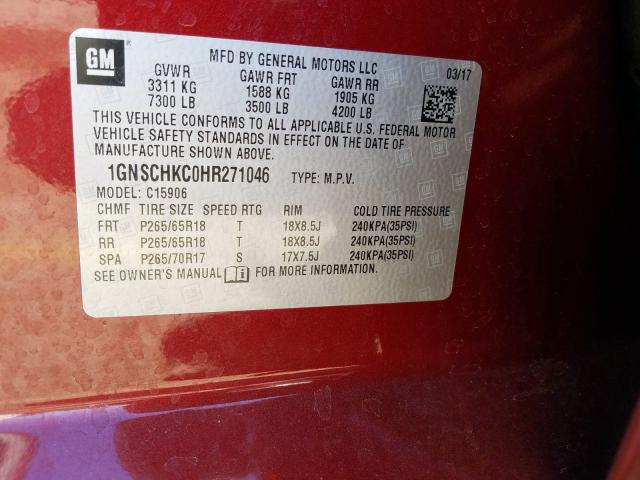 GM
MFD BY GENERAL MOTORS LLC
03/17
GVWR GAWR FRT GAWR RR
3311 KG 1588 KG 1905 KG
7300 LB 3500 LB 4200 LB
THIS VEHICLE CONFORMS TO ALL APPLICABLE U.S. FEDERAL MOTOR
VEHICLE SAFETY STANDARDS IN EFFECT ON THE DATE OF
MANUFACTURE SHOWN ABOVE.
1GNSCHKC0HR271046 TYPE: M.P.V.
MODEL: C15906
CHMF TIRE SIZE SPEED RTG RIM COLD TIRE PRESSURE
FRT P265/65R18 T 18X8.5J 240KPA(35PSI)
RR P265/65R18 T 18X8.5J 240KPA(35PSI)
SPA P265/70R17 S 17X7.5J 240KPA(35PSI)
SEE OWNER'S MANUAL FOR MORE INFORMATION.